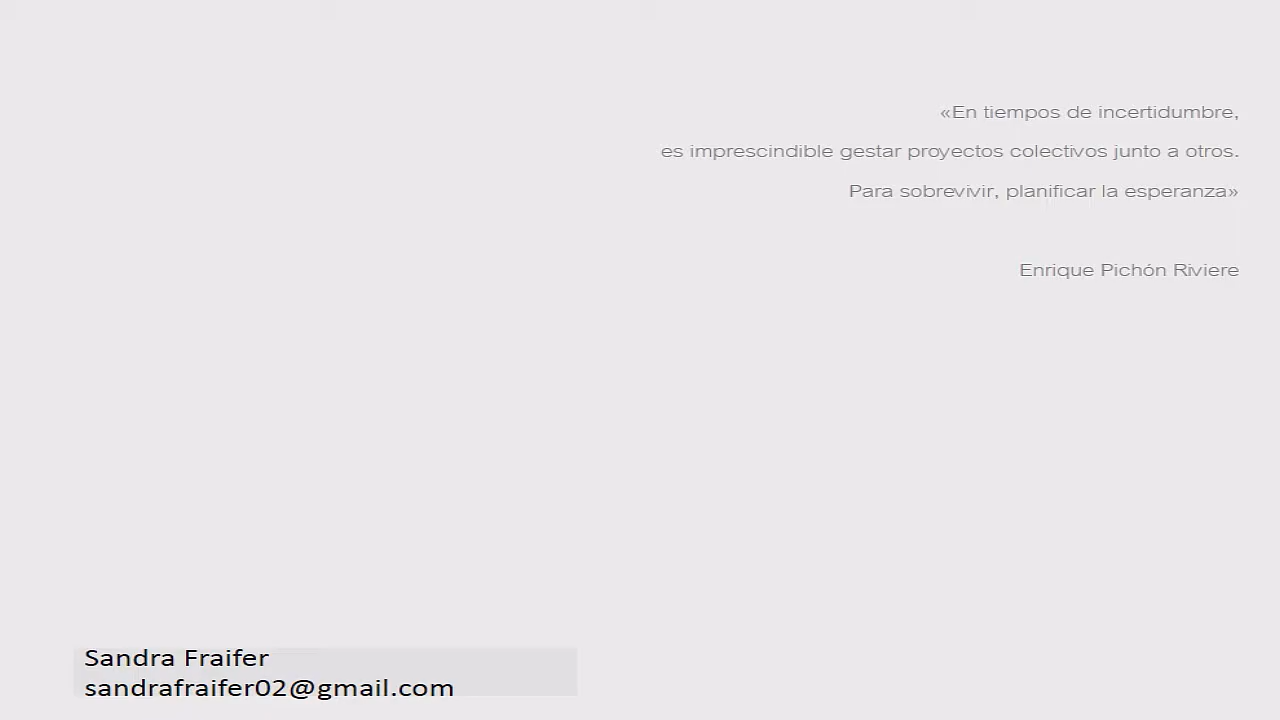 «En tiempos de incertidumbre,
es imprescindible gestar proyectos colectivos junto a otros.
Para sobrevivir, planificar la esperanza»
Enrique Pichón Riviere
Sandra Fraifer
sandrafraifer02@gmail.com